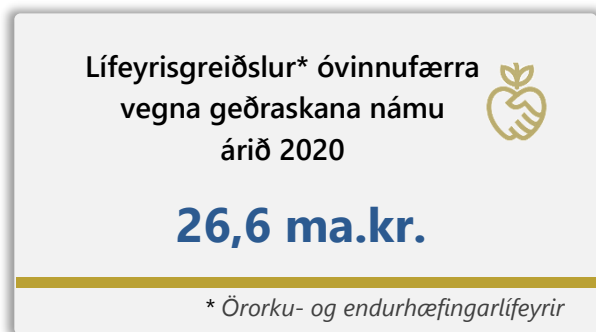 Lífeyrisgreiðslur* óvinnufærra
vegna geðraskana námu
árið 2020
26,6 ma.kr.
* Örorku- og endurhæfingarlífeyrir